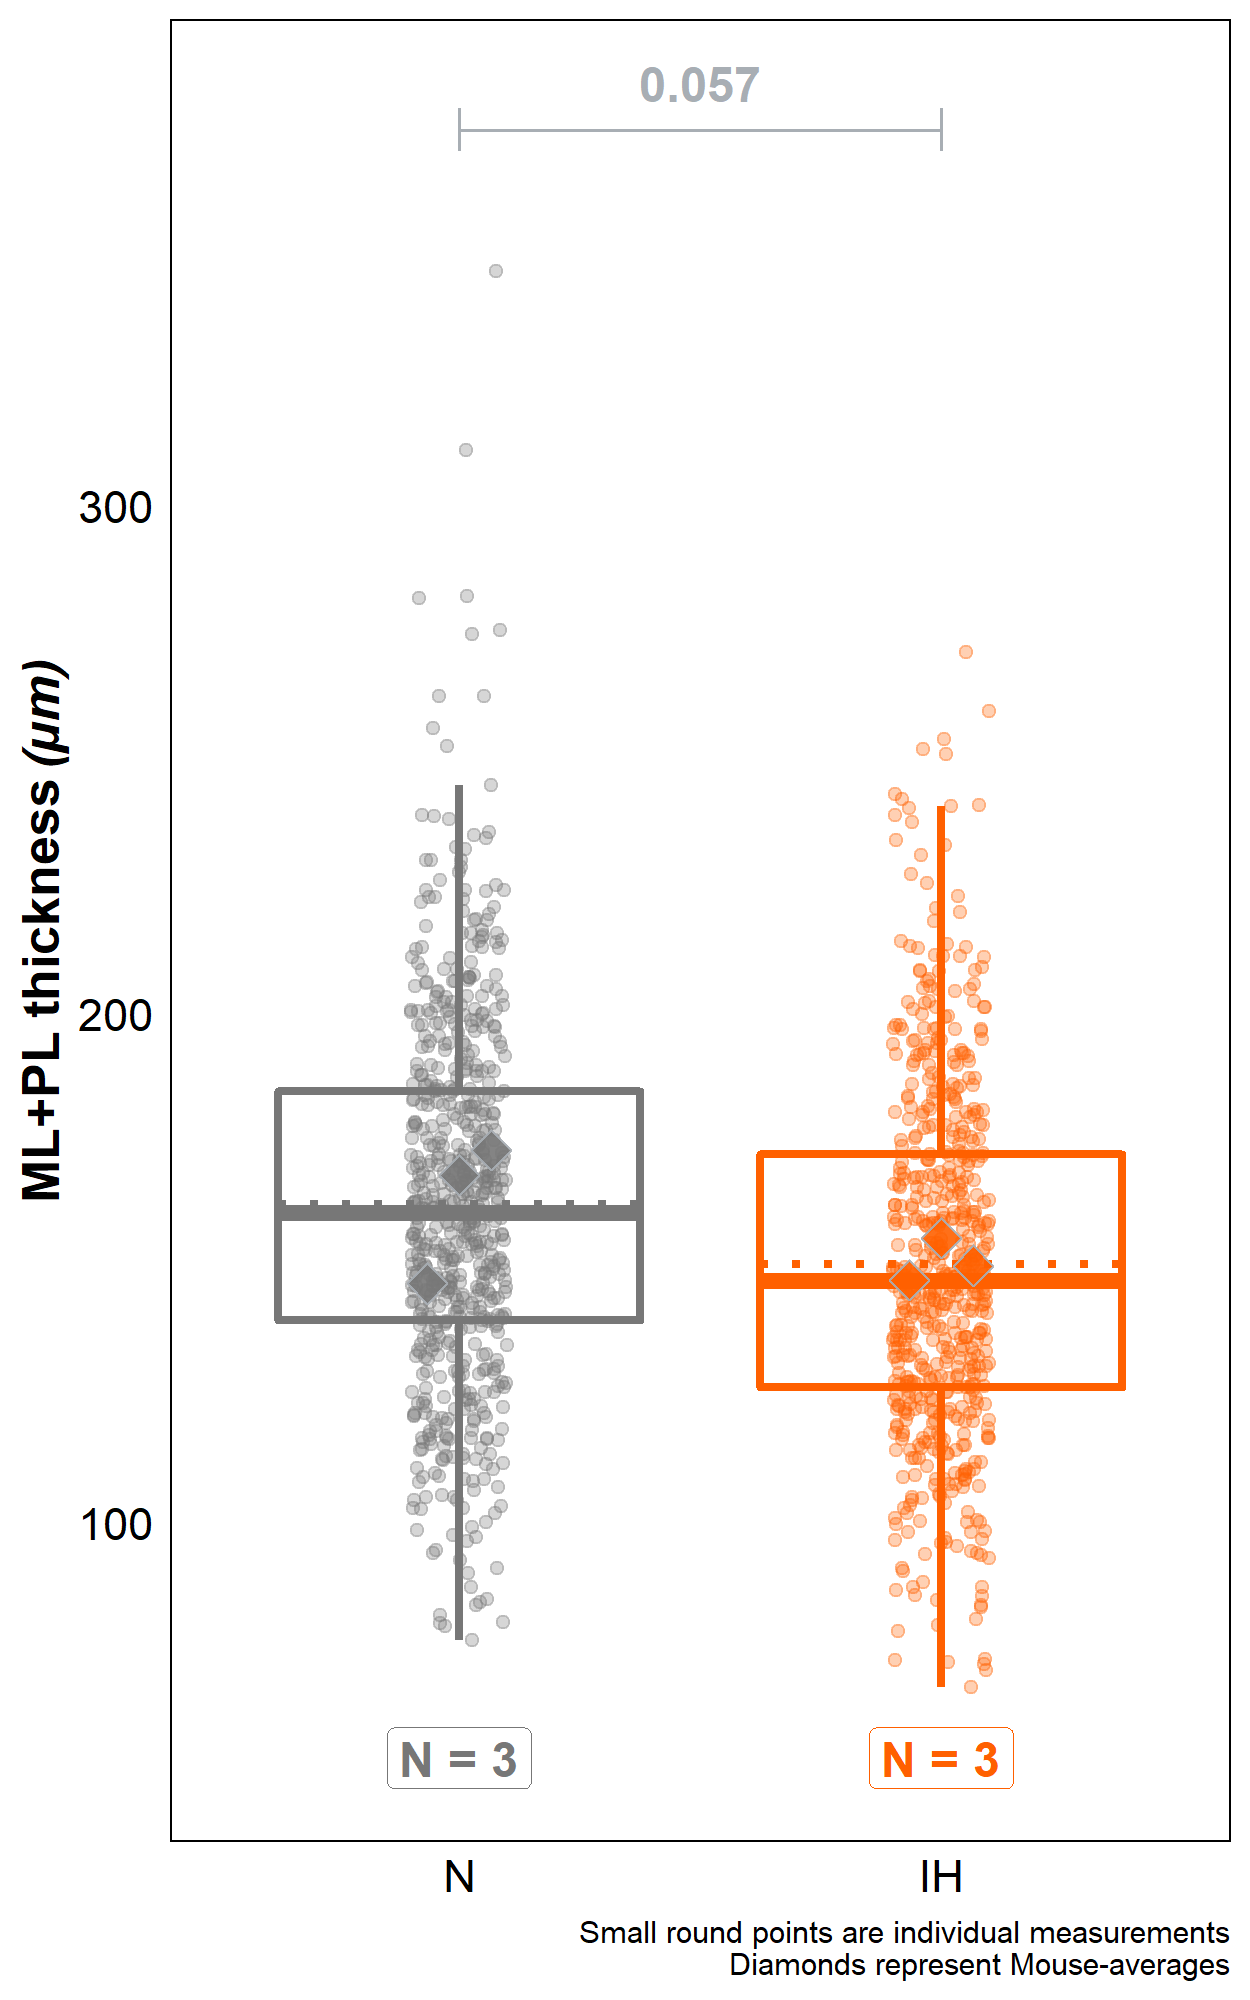 0.057
300
200
100
ML+PL thickness (µm)
N = 3
N = 3
N
IH
Small round points are individual measurements
Diamonds represent Mouse-averages